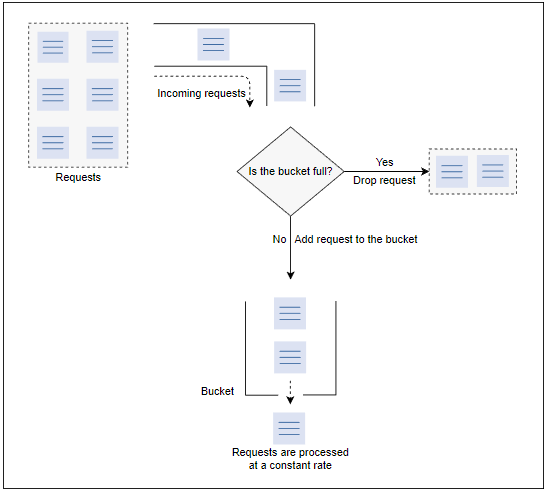 Incoming requests
Requests
Is the bucket full?
Yes
Drop request
No Add request to the bucket
Bucket
Requests are processed
at a constant rate